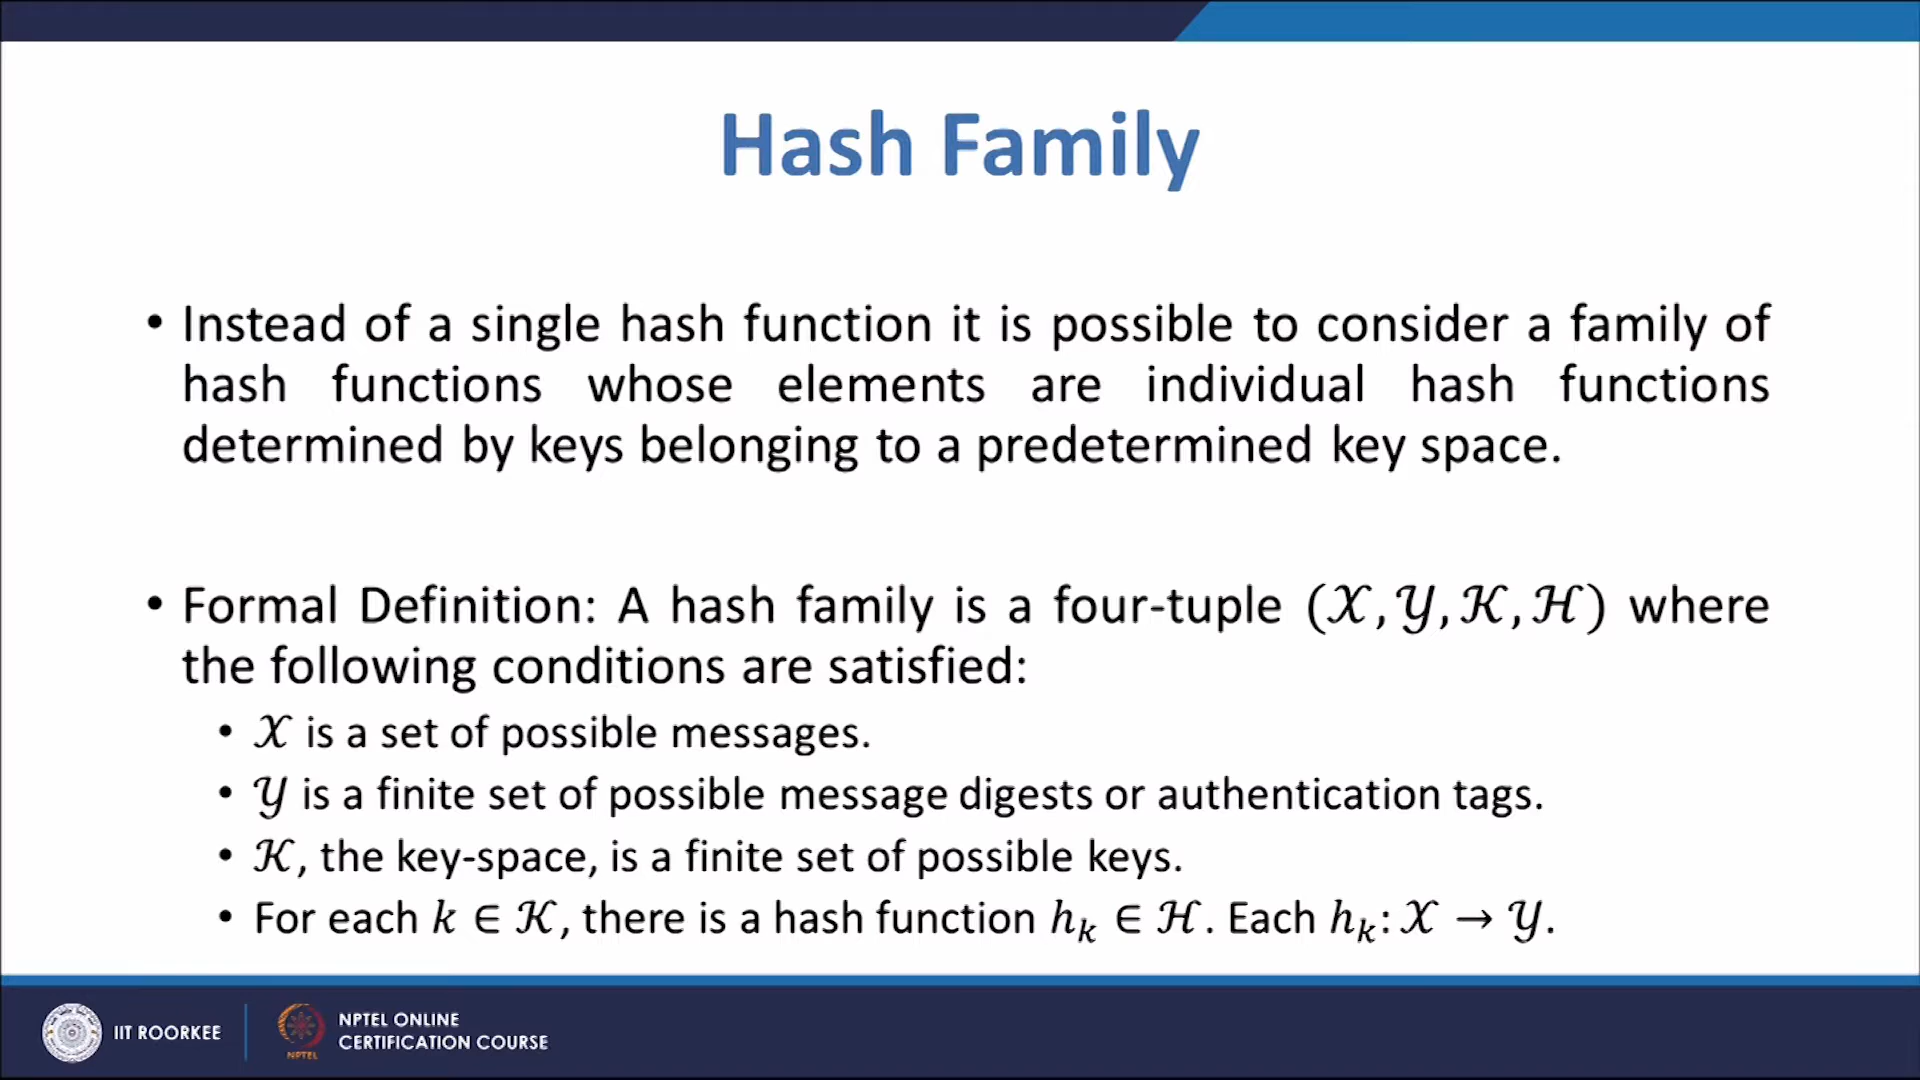 Hash Family
• Instead of a single hash function it is possible to consider a family of
hash functions whose elements are individual hash functions
determined by keys belonging to a predetermined key space.
• Formal Definition: A hash family is a four-tuple (𝒳, 𝒴, 𝒦, ℋ) where
the following conditions are satisfied:
• 𝒳 is a set of possible messages.
• 𝒴 is a finite set of possible message digests or authentication tags.
• 𝒦, the key-space, is a finite set of possible keys.
• For each 𝑘 ∈ 𝒦, there is a hash function ℎₖ ∈ ℋ. Each ℎₖ: 𝒳 → 𝒴.
IIT ROORKEE
NPTEL
NPTEL ONLINE
CERTIFICATION COURSE